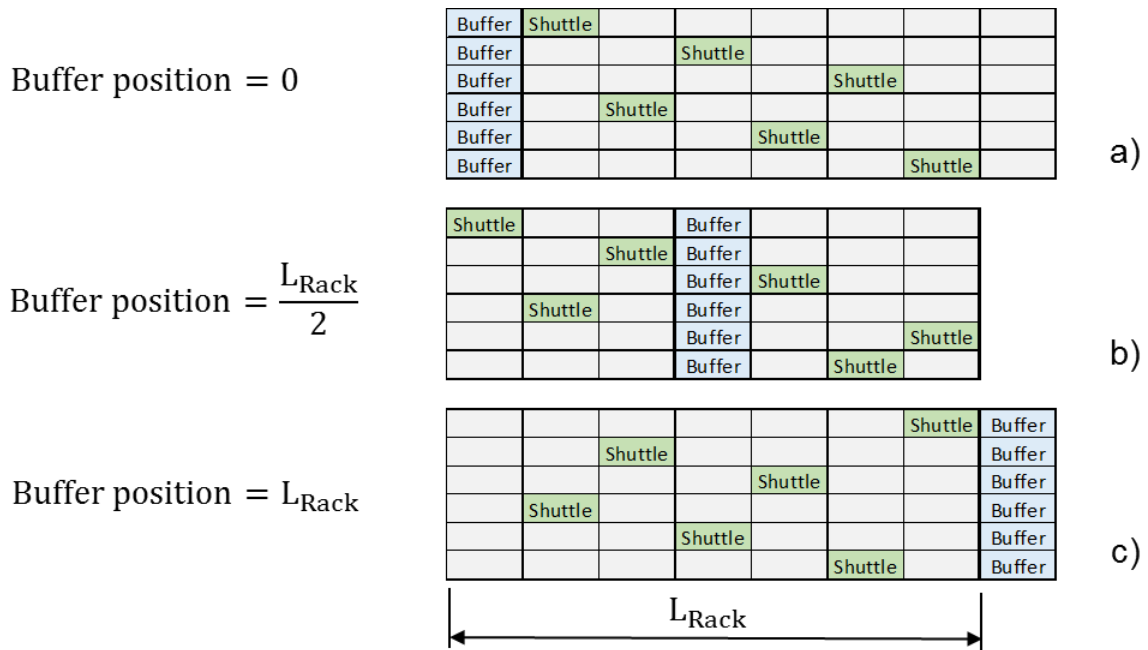 Buffer Shuttle
Buffer Shuttle
Buffer position = 0
Buffer Shuttle
Buffer Shuttle
Buffer Shuttle
a)
Buffer Shuttle
Shuttle Buffer
Shuttle Buffer
Buffer position = L_Rack / 2
Buffer Shuttle
Shuttle Buffer
Buffer Shuttle
b)
Buffer Shuttle
Shuttle Buffer
Shuttle Buffer
Buffer position = L_Rack
Shuttle Buffer
Shuttle Buffer
Shuttle Buffer
c)
Shuttle Buffer
L_Rack